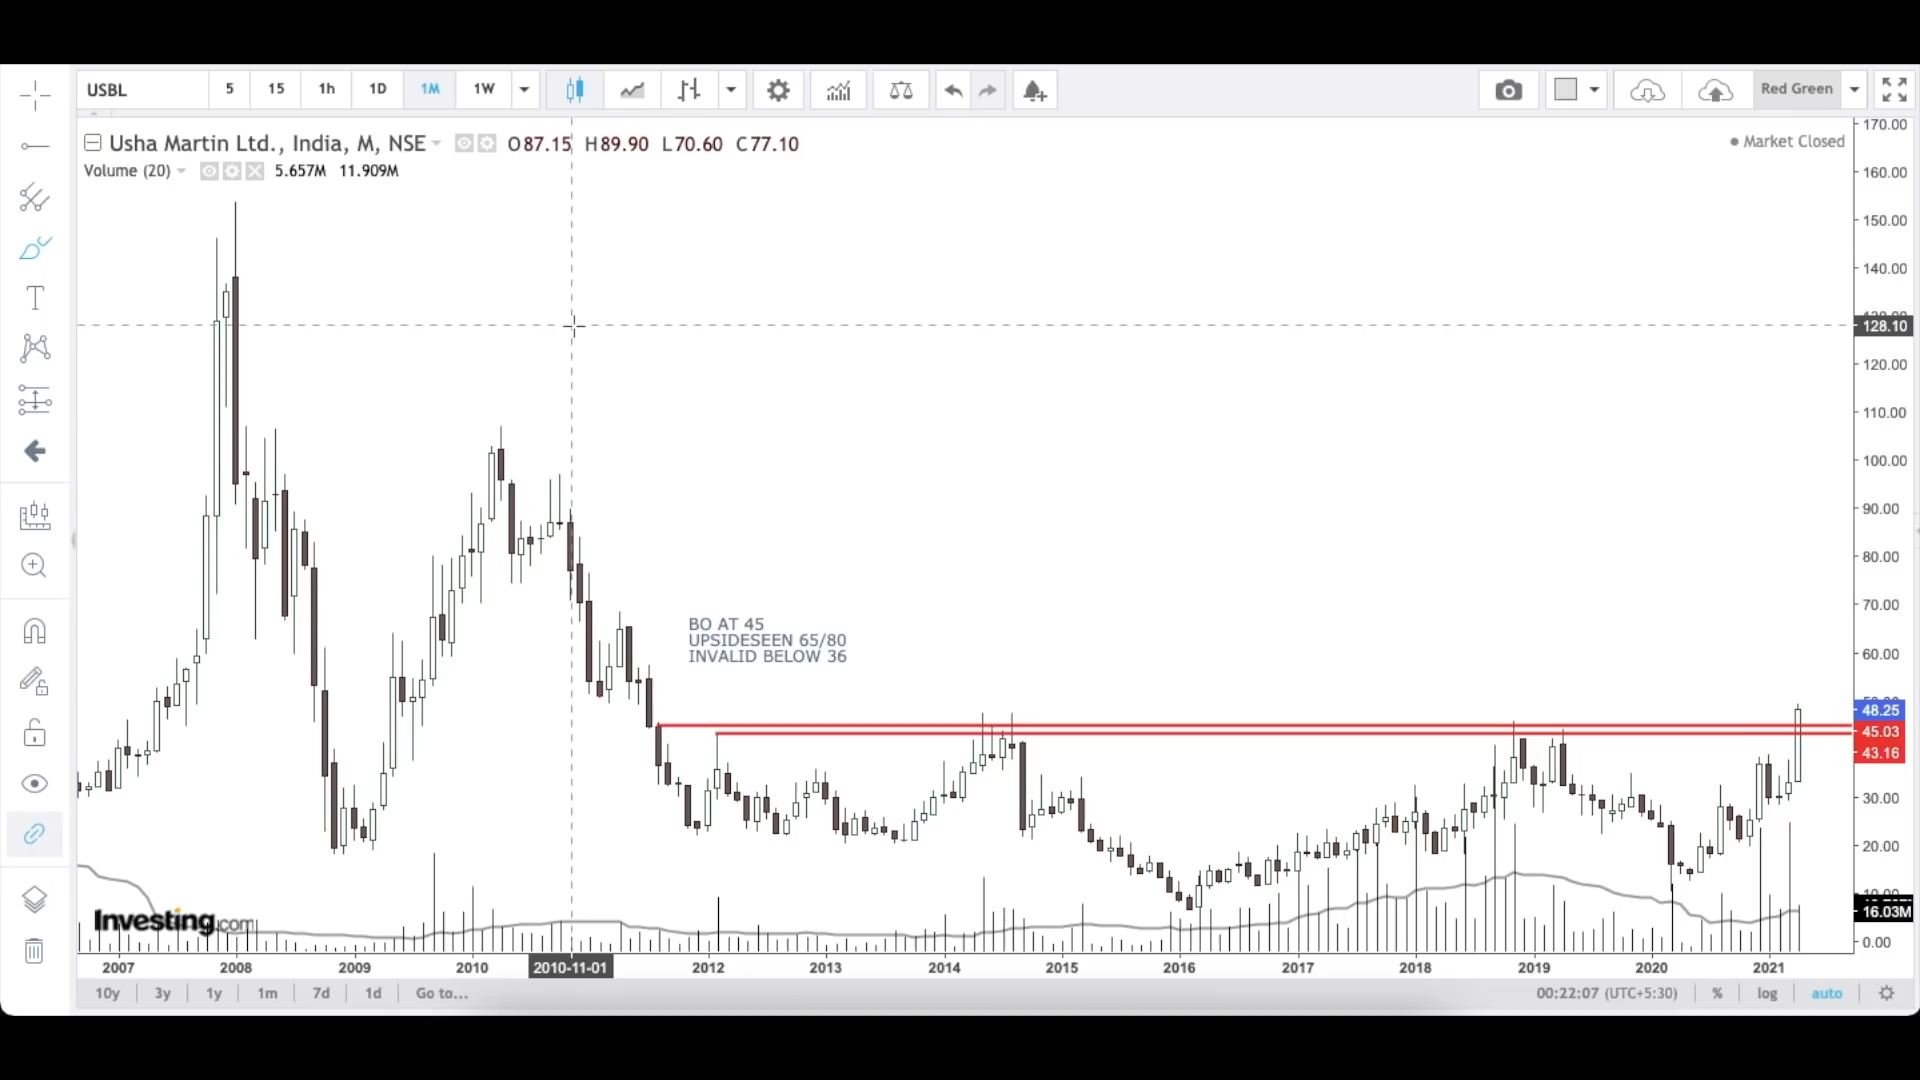 USBL 5 15 1h 1D 1M 1W Red Green
Usha Martin Ltd., India, M, NSE O87.15 H89.90 L70.60 C77.10
Market Closed
Volume (20) 5.657M 11.909M
170.00
160.00
150.00
140.00
128.10
120.00
110.00
100.00
90.00
80.00
70.00
60.00
48.25
45.03
43.16
30.00
20.00
16.03M
0.00
BO AT 45
UPSIDESEEN 65/80
INVALID BELOW 36
Investing.com
2007 2008 2009 2010 2010-11-01 2012 2013 2014 2015 2016 2017 2018 2019 2020 2021
10y 3y 1y 1m 7d 1d Go to... 00:22:07 (UTC+5:30) % log auto